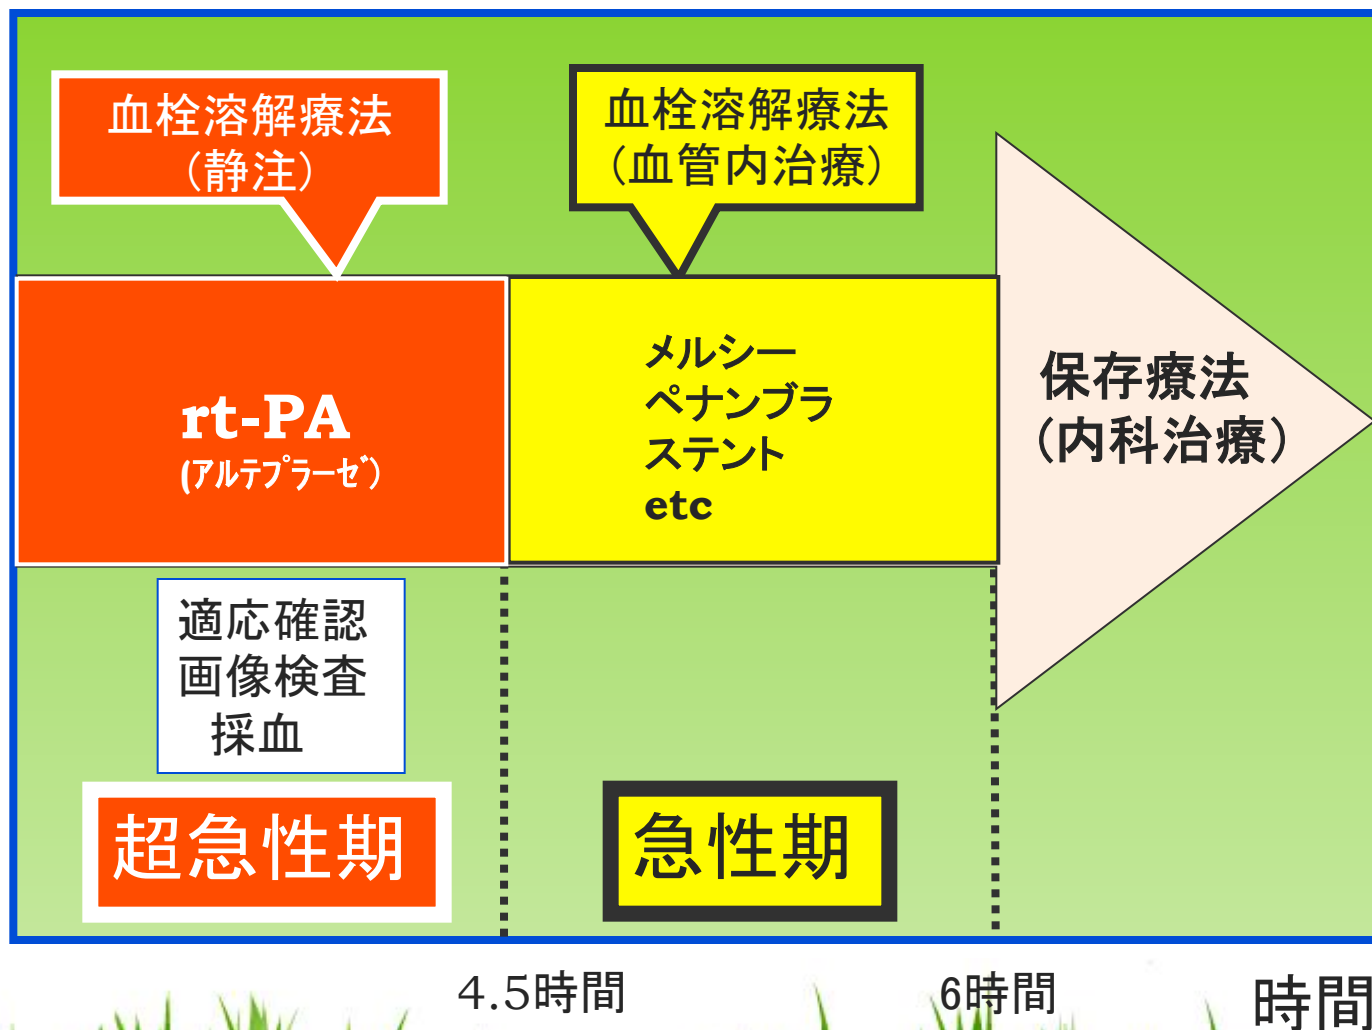 血栓溶解療法
(静注)
血栓溶解療法
(血管内治療)
rt-PA
(アルテプラーゼ)
メルシー
ペナンブラ
ステント
etc
保存療法
(内科治療)
適応確認
画像検査
採血
超急性期
急性期
4.5時間
6時間
時間